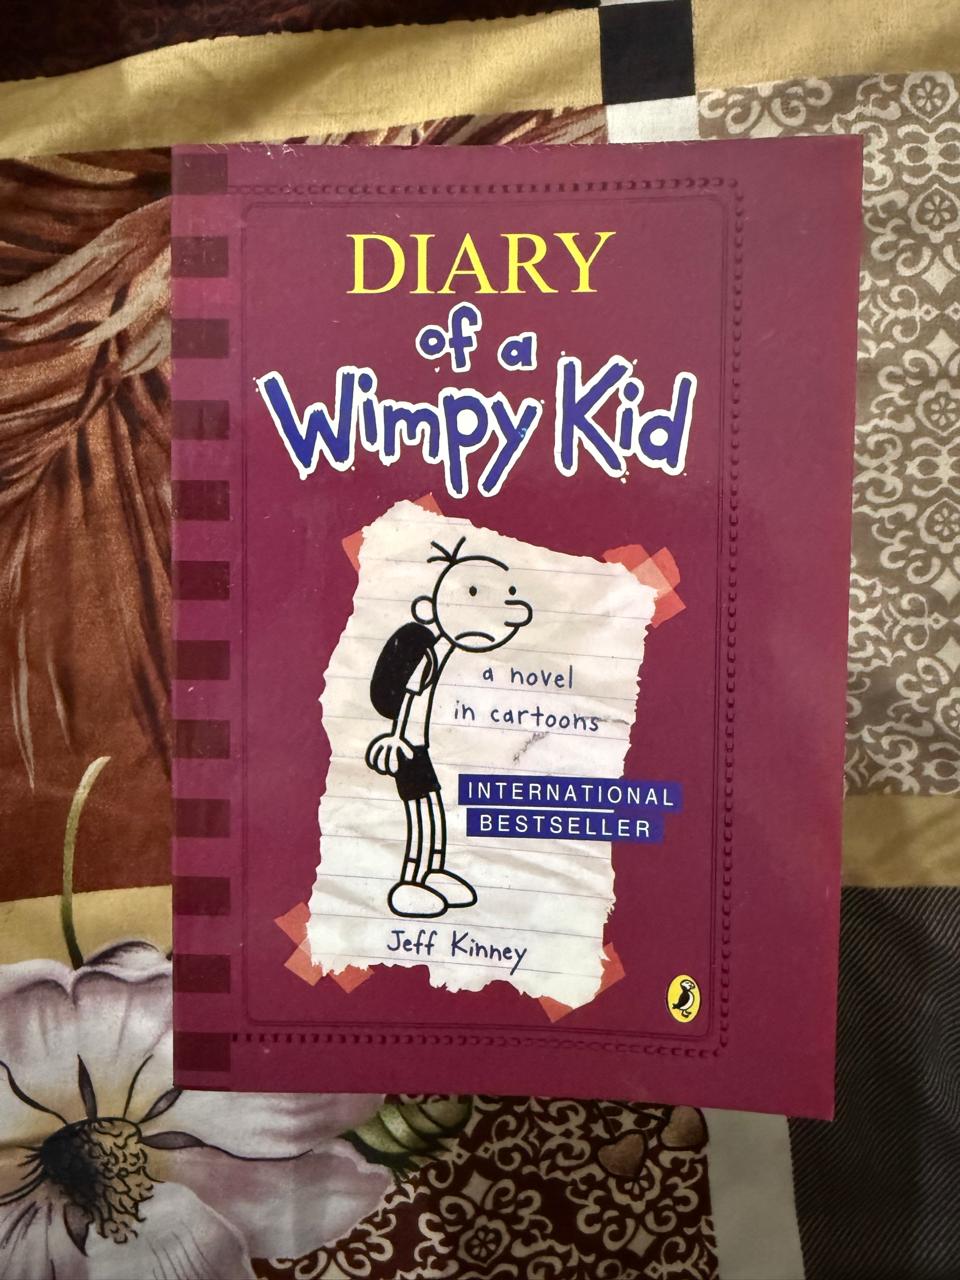 DIARY
of a
Wimpy Kid
a novel
in cartoons
INTERNATIONAL
BESTSELLER
Jeff Kinney